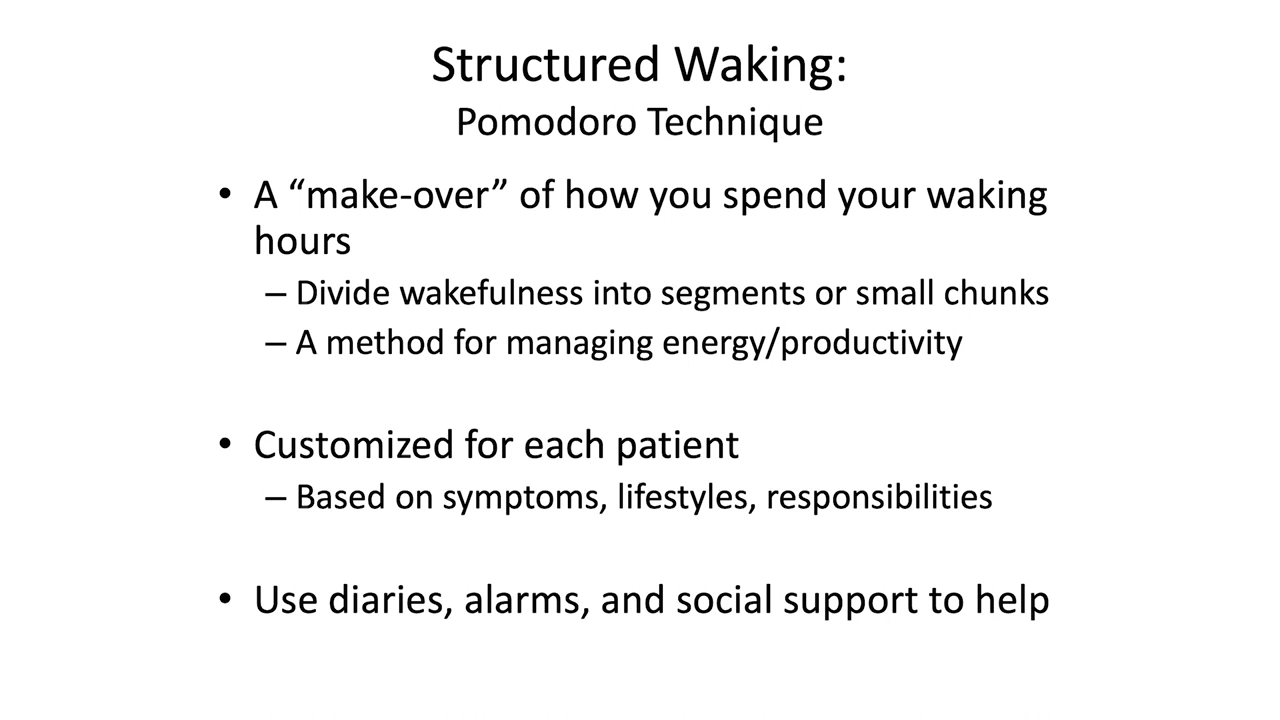 Structured Waking:
Pomodoro Technique
• A “make-over” of how you spend your waking
hours
– Divide wakefulness into segments or small chunks
– A method for managing energy/productivity
• Customized for each patient
– Based on symptoms, lifestyles, responsibilities
• Use diaries, alarms, and social support to help